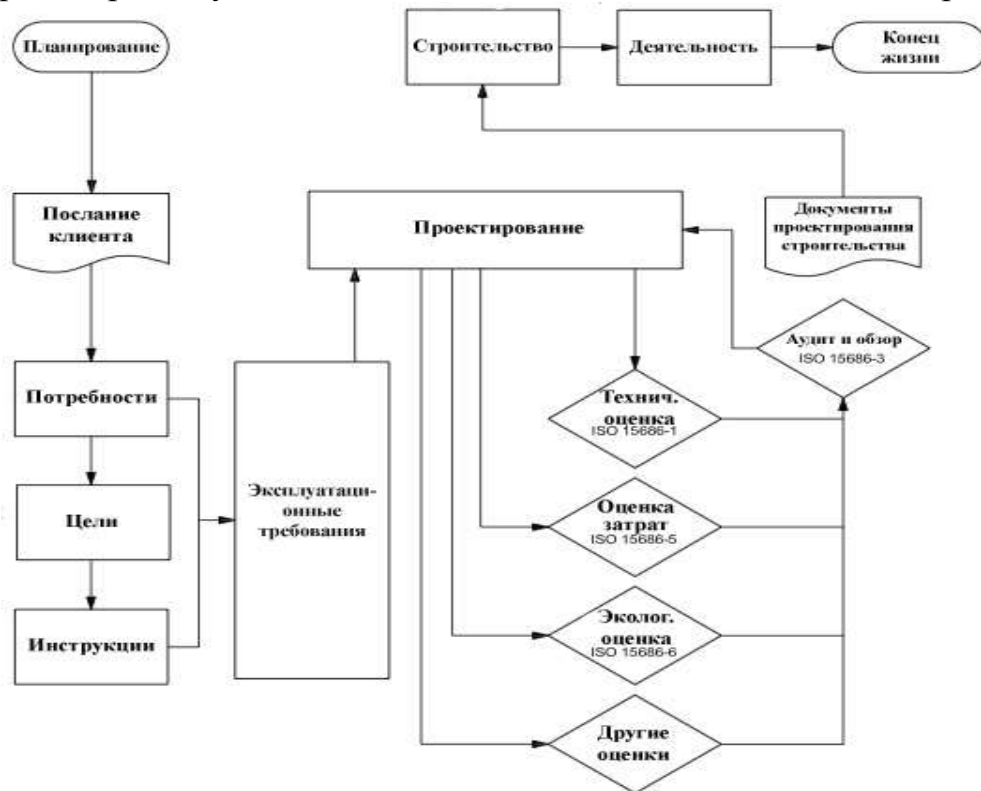 Планирование
Строительство
Деятельность
Конец
жизни
Послание
клиента
Проектирование
Документы
проектирования
строительства
Аудит и обзор
ISO 15686-3
Потребности
Технич.
оценка
ISO 15686-1
Эксплуатаци-
онные
требования
Цели
Оценка
затрат
ISO 15686-5
Инструкции
Эколог.
оценка
ISO 15686-6
Другие
оценки